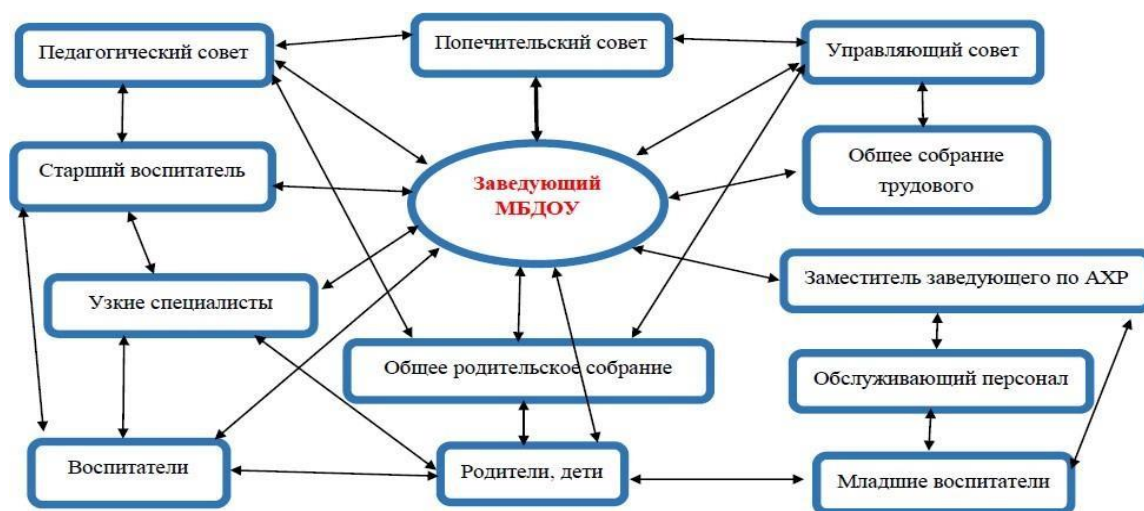 Педагогический совет
Попечительский совет
Управляющий совет
Старший воспитатель
Заведующий
МБДОУ
Общее собрание
трудового
Узкие специалисты
Заместитель заведующего по АХР
Общее родительское собрание
Обслуживающий персонал
Воспитатели
Родители, дети
Младшие воспитатели